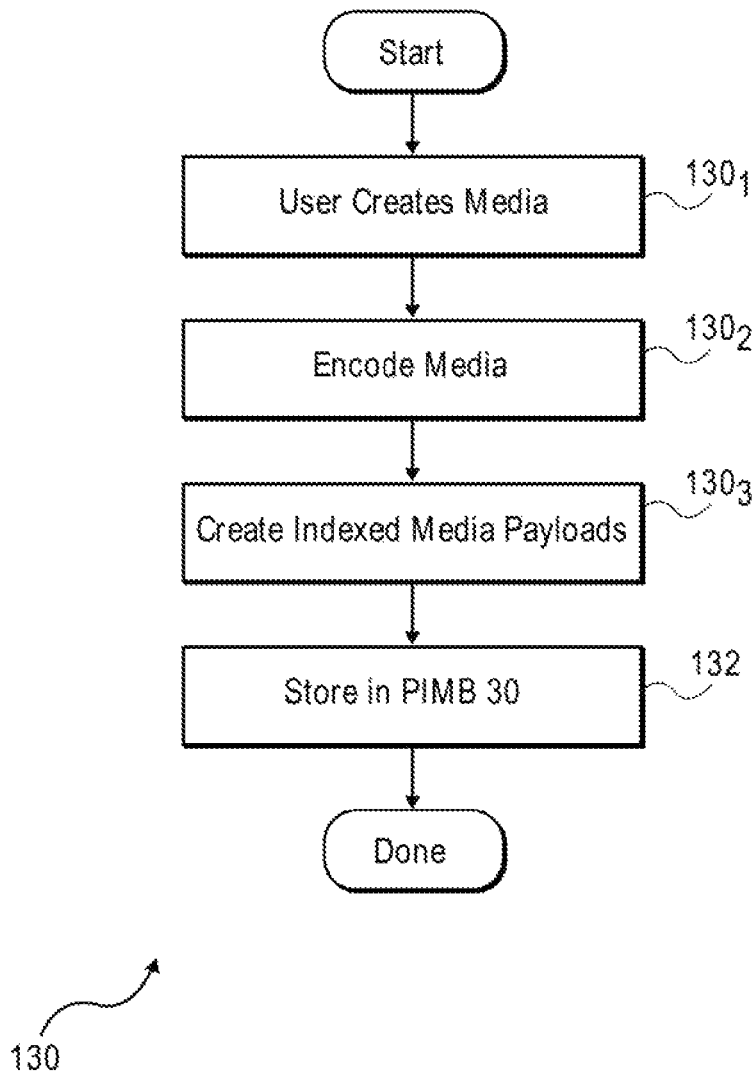 Start
User Creates Media
130₁
Encode Media
130₂
Create Indexed Media Payloads
130₃
Store in PIMB 30
132
Done
130